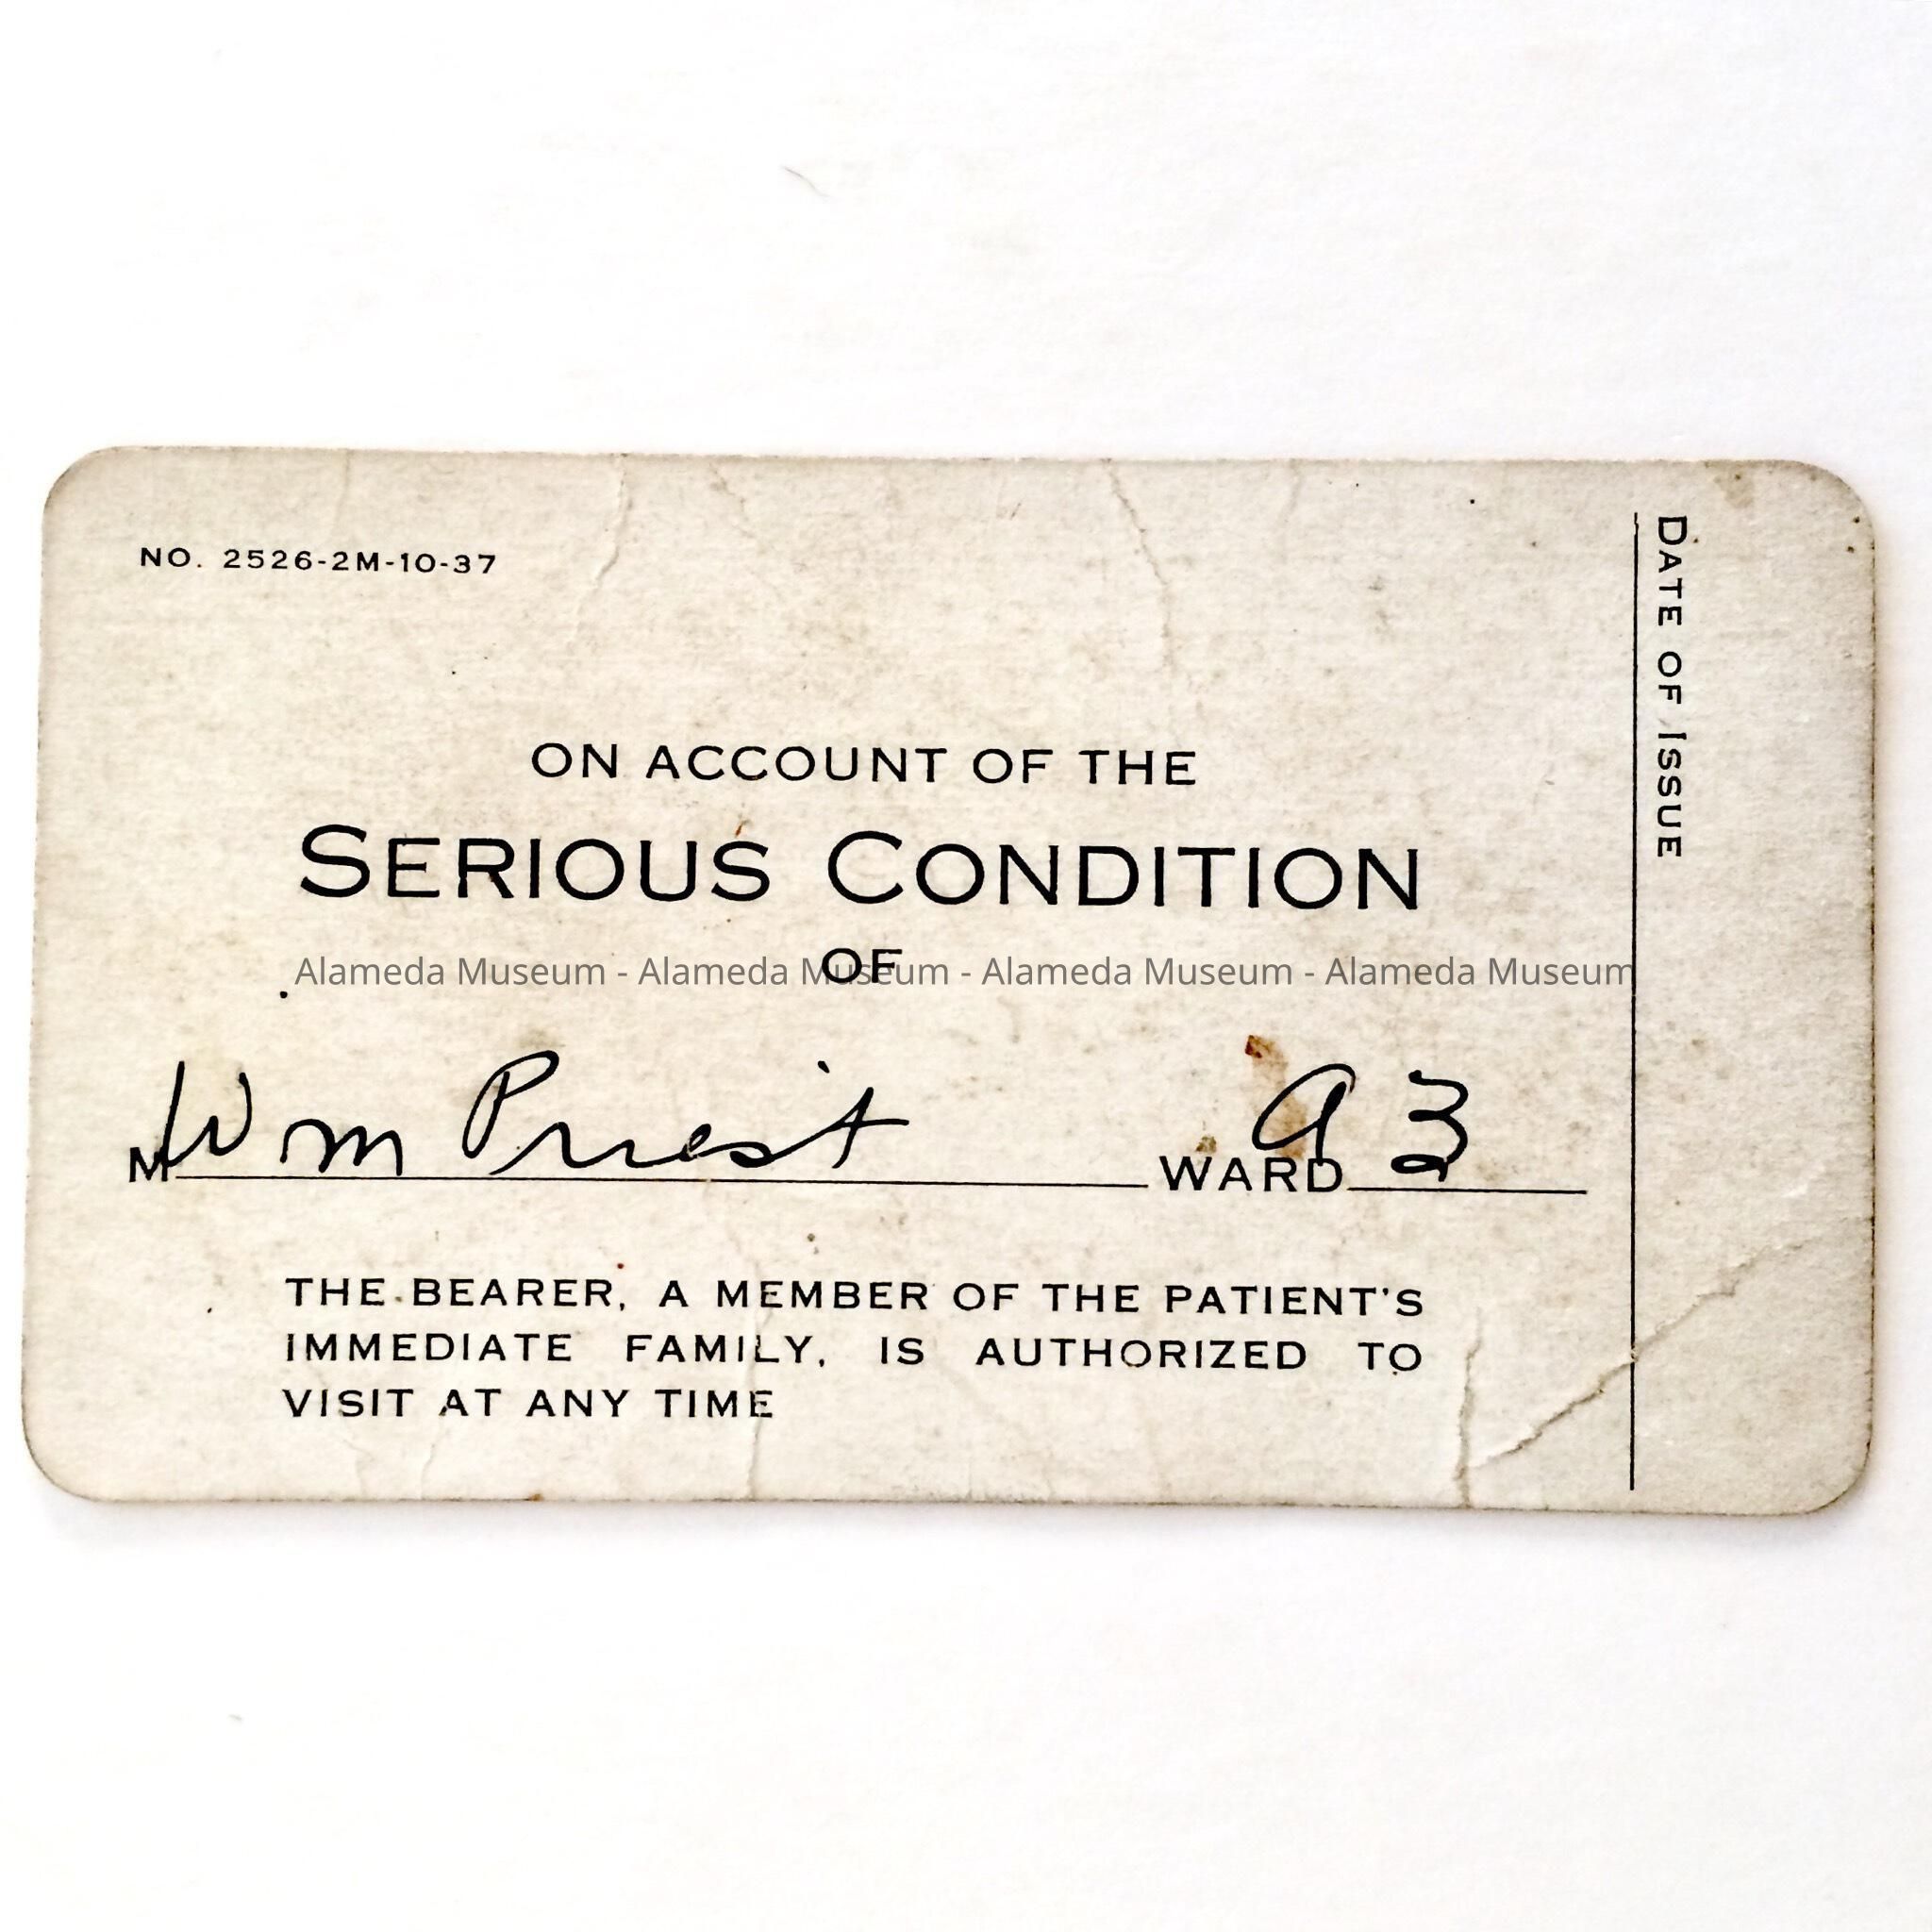 NO. 2526-2M-10-37
DATE OF ISSUE
ON ACCOUNT OF THE
SERIOUS CONDITION
OF
Alameda Museum - Alameda Museum - Alameda Museum - Alameda Museum
M Wm Priest WARD A3
THE BEARER, A MEMBER OF THE PATIENT'S
IMMEDIATE FAMILY, IS AUTHORIZED TO
VISIT AT ANY TIME